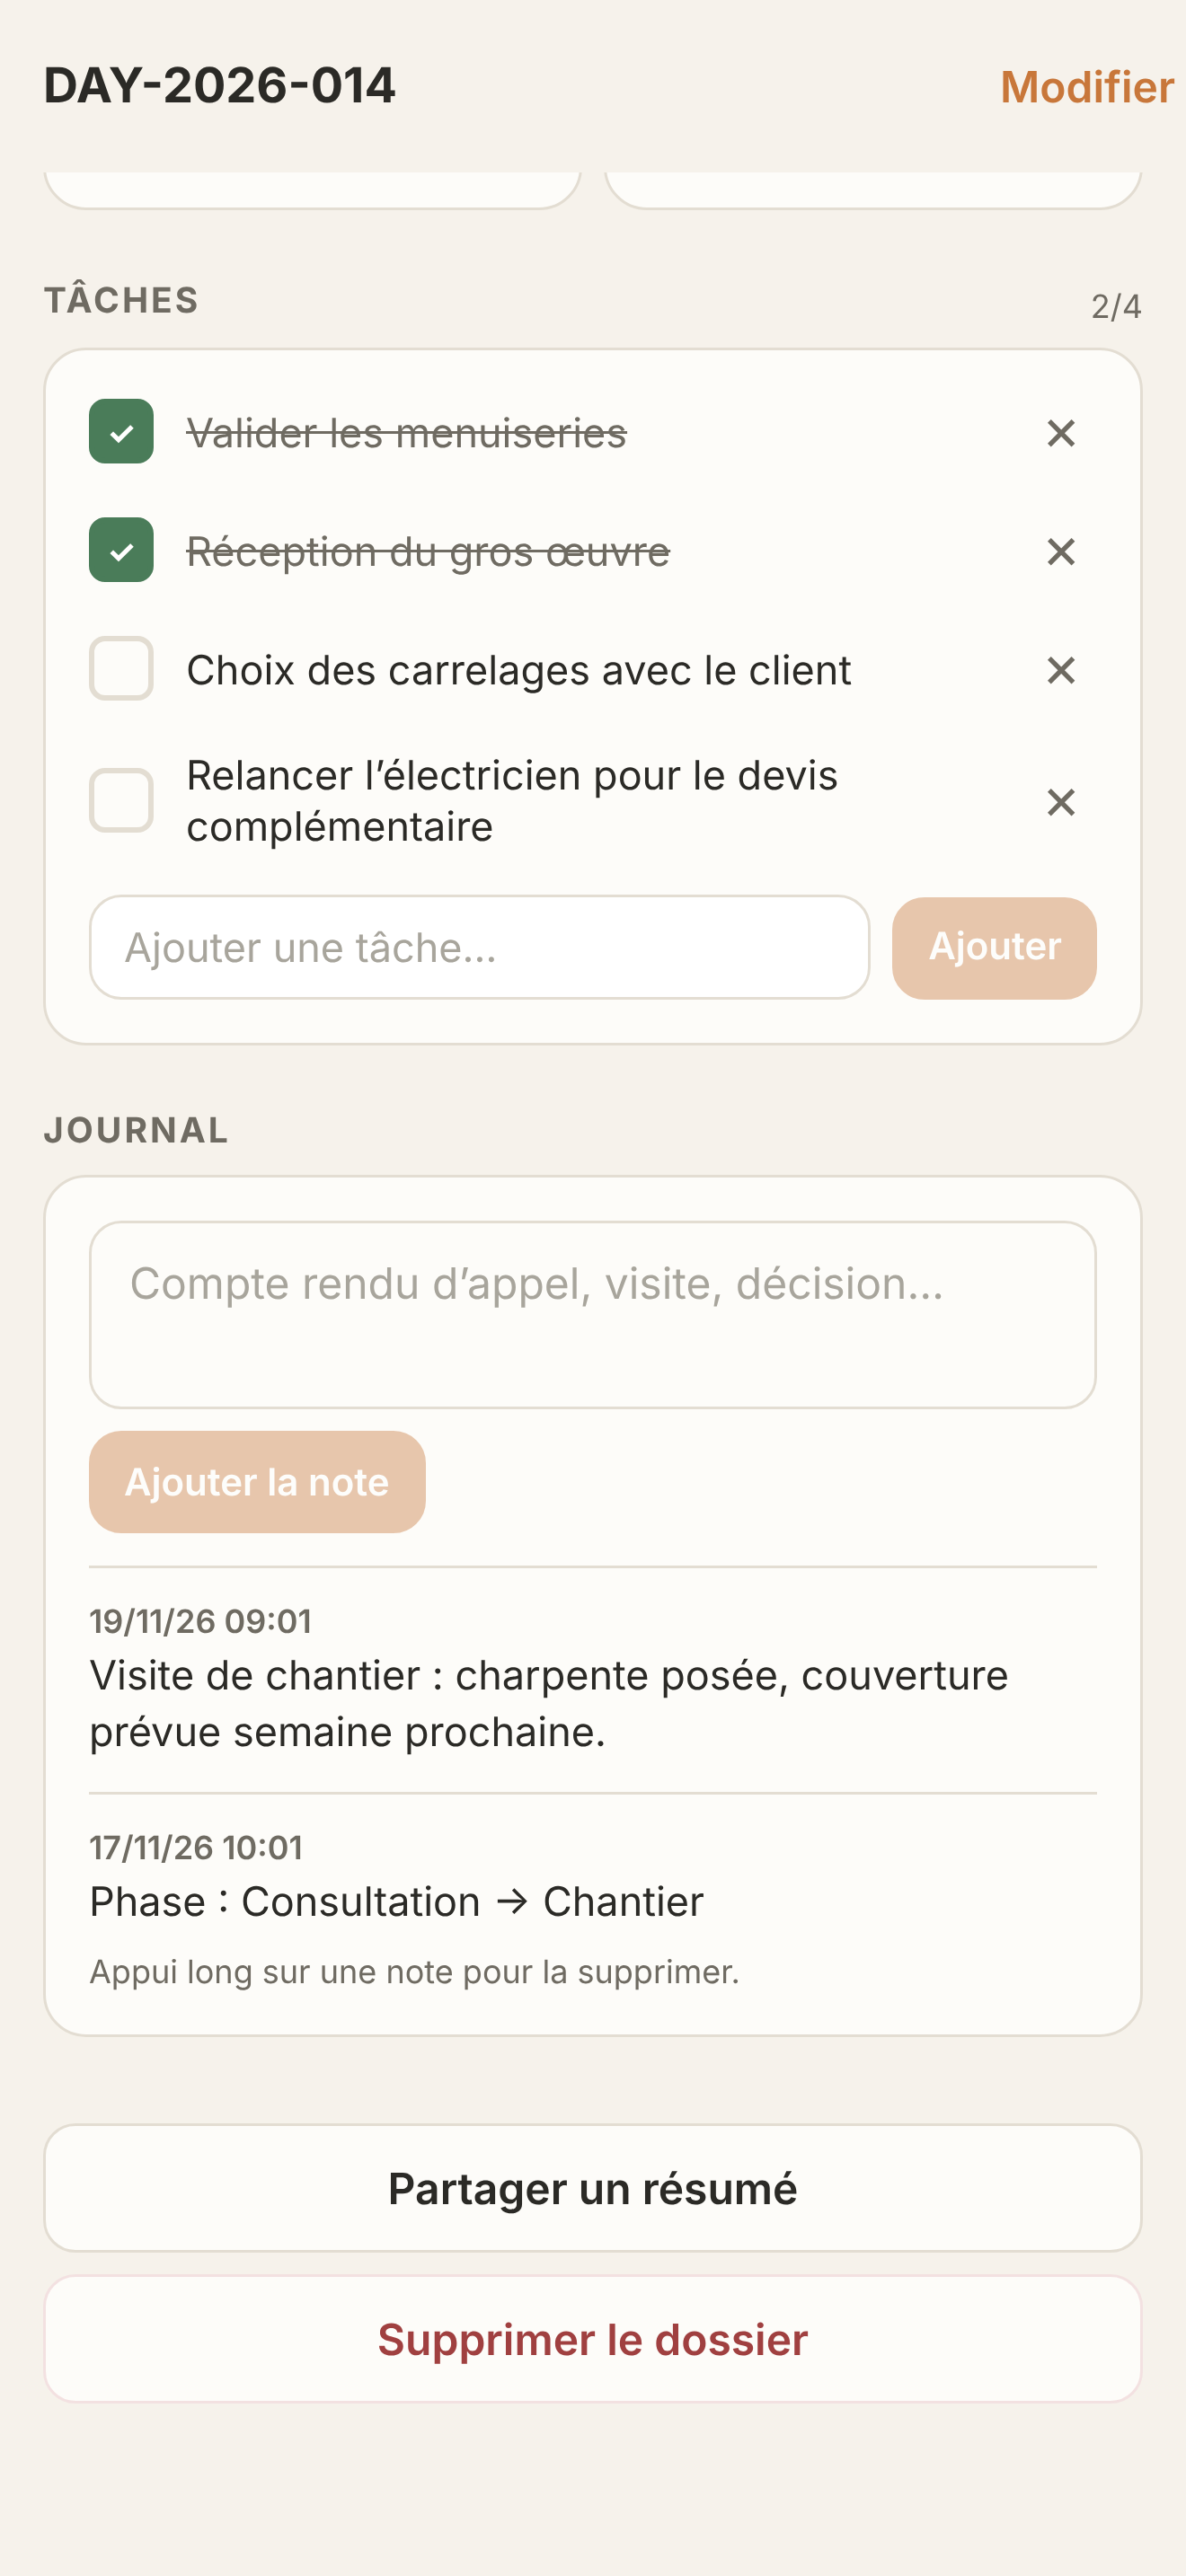 DAY-2026-014
Modifier
TÂCHES
2/4
Valider les menuiseries
Réception du gros œuvre
Choix des carrelages avec le client
Relancer l’électricien pour le devis
complémentaire
Ajouter une tâche…
Ajouter
JOURNAL
Compte rendu d’appel, visite, décision…
Ajouter la note
19/11/26 09:01
Visite de chantier : charpente posée, couverture
prévue semaine prochaine.
17/11/26 10:01
Phase : Consultation → Chantier
Appui long sur une note pour la supprimer.
Partager un résumé
Supprimer le dossier